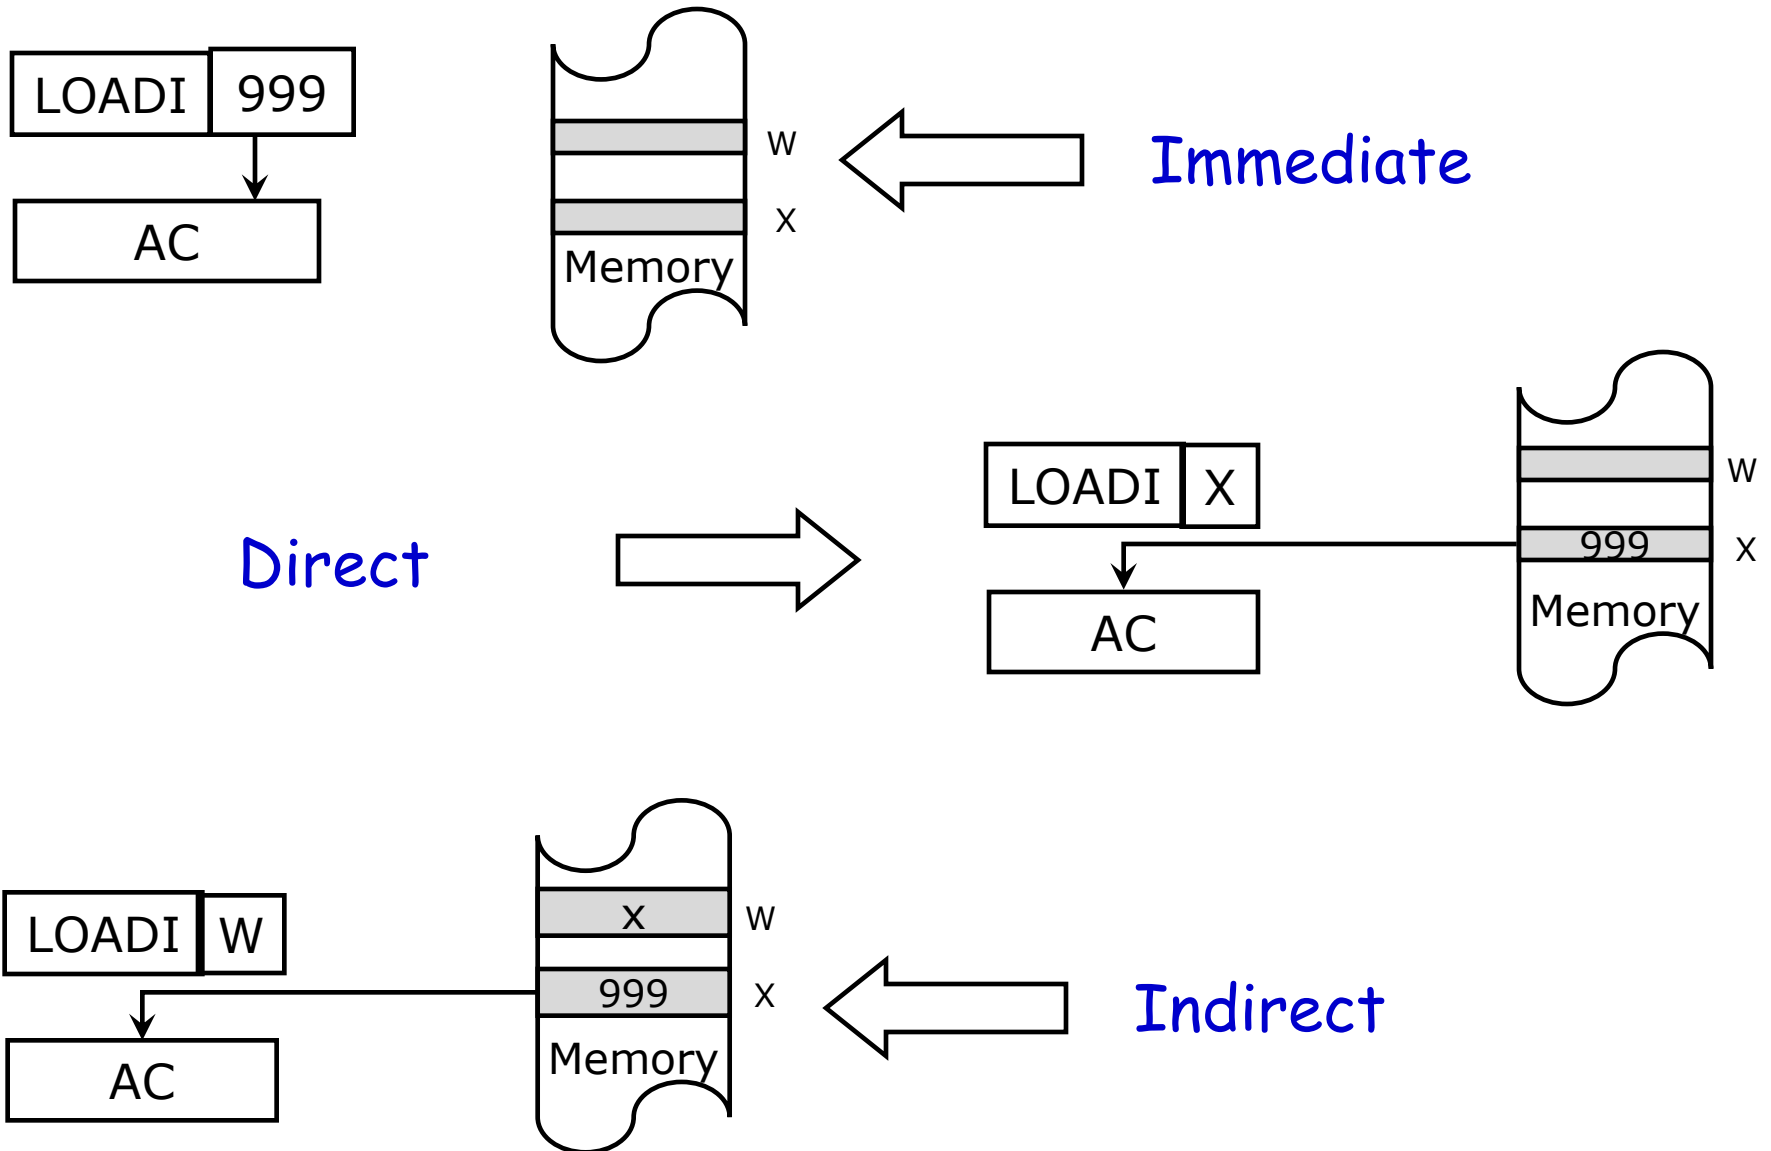 LOADI 999
W
Immediate
X
AC
Memory
LOADI X
W
Direct
999
X
Memory
AC
LOADI W
x
W
999
X
Indirect
Memory
AC